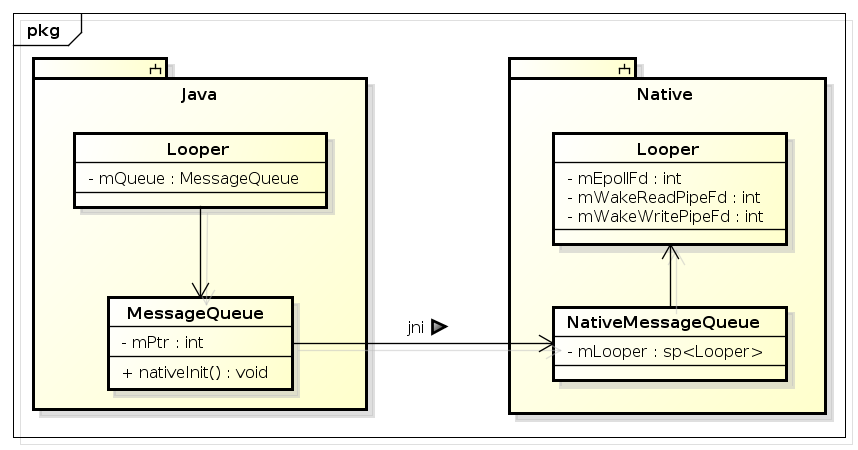 pkg
Java
Looper
- mQueue : MessageQueue
MessageQueue
- mPtr : int
+ nativeInit() : void
jni
Native
Looper
- mEpollFd : int
- mWakeReadPipeFd : int
- mWakeWritePipeFd : int
NativeMessageQueue
- mLooper : sp<Looper>